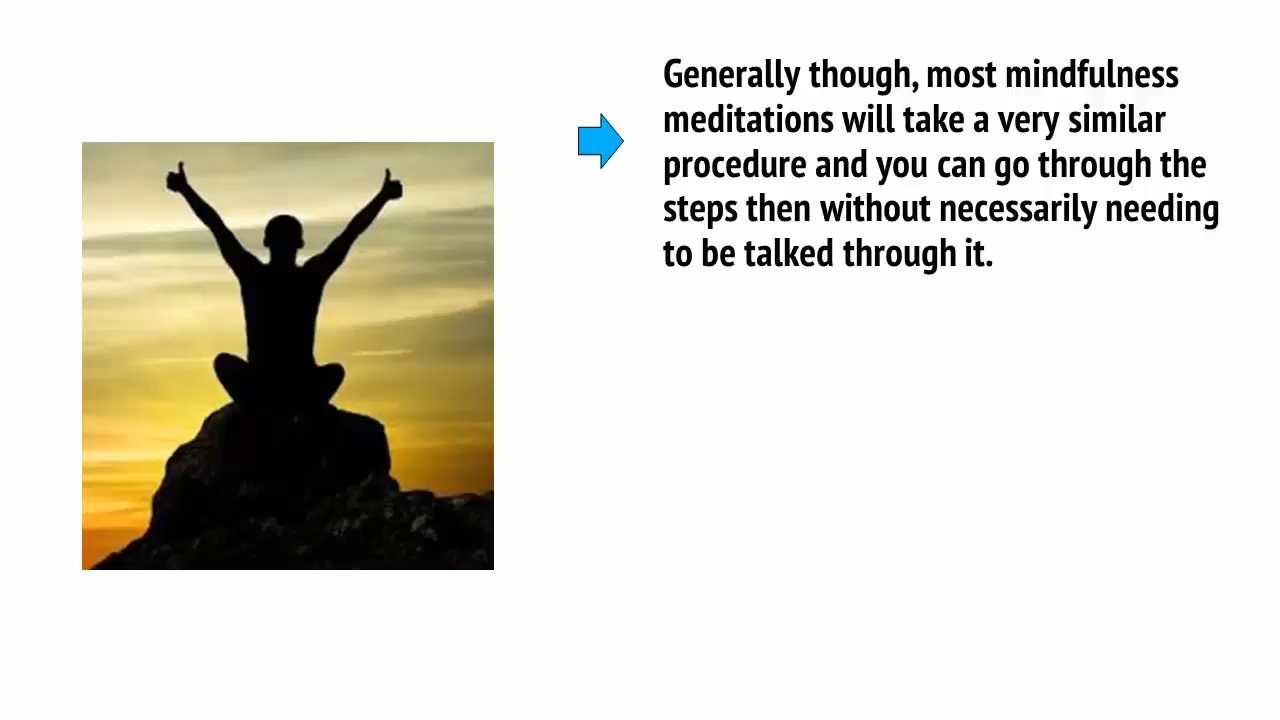 Generally though, most mindfulness
meditations will take a very similar
procedure and you can go through the
steps then without necessarily needing
to be talked through it.